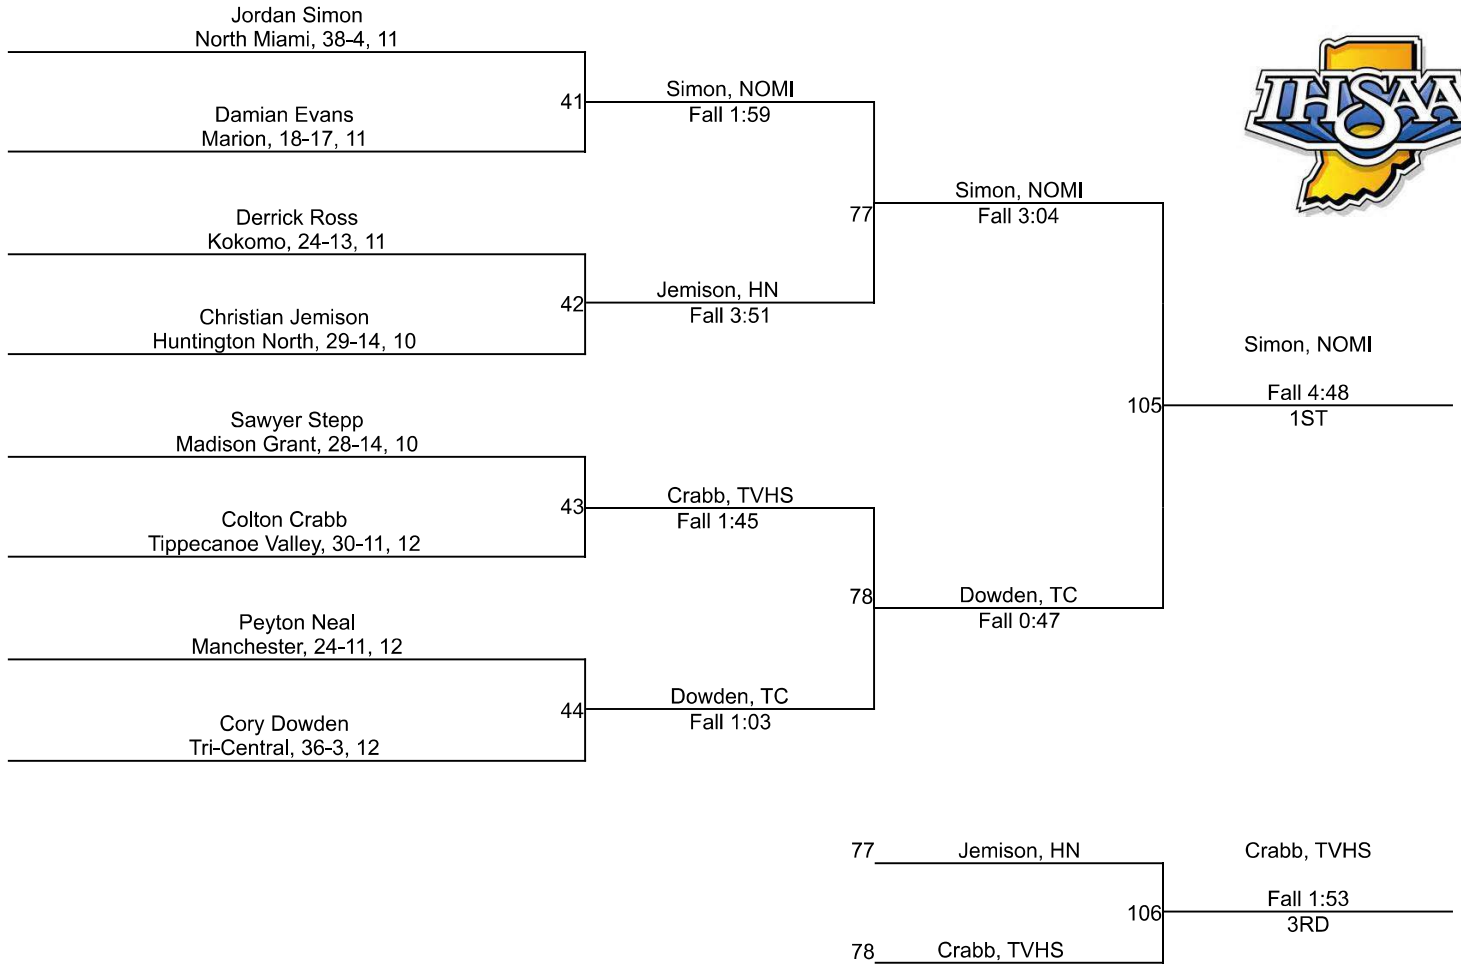 Jordan Simon
North Miami, 38-4, 11
IHSAA
41
Simon, NOMI
Fall 1:59
Damian Evans
Marion, 18-17, 11
77
Simon, NOMI
Fall 3:04
Derrick Ross
Kokomo, 24-13, 11
42
Jemison, HN
Fall 3:51
Christian Jemison
Huntington North, 29-14, 10
Simon, NOMI
105
Fall 4:48
1ST
Sawyer Stepp
Madison Grant, 28-14, 10
43
Crabb, TVHS
Fall 1:45
Colton Crabb
Tippecanoe Valley, 30-11, 12
78
Dowden, TC
Fall 0:47
Peyton Neal
Manchester, 24-11, 12
44
Dowden, TC
Fall 1:03
Cory Dowden
Tri-Central, 36-3, 12
77
Jemison, HN
Crabb, TVHS
106
Fall 1:53
3RD
78
Crabb, TVHS